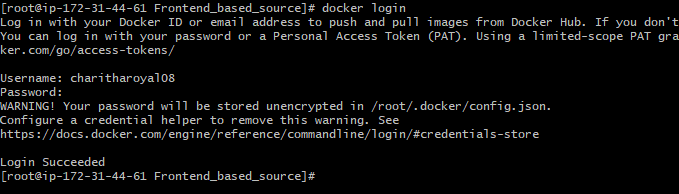 [root@ip-172-31-44-61 Frontend_based_source]# docker login
Log in with your Docker ID or email address to push and pull images from Docker Hub. If you don't
You can log in with your password or a Personal Access Token (PAT). Using a limited-scope PAT gra
ker.com/go/access-tokens/
Username: charitharoyal08
Password:
WARNING! Your password will be stored unencrypted in /root/.docker/config.json.
Configure a credential helper to remove this warning. See
https://docs.docker.com/engine/reference/commandline/login/#credentials-store
Login Succeeded
[root@ip-172-31-44-61 Frontend_based_source]#